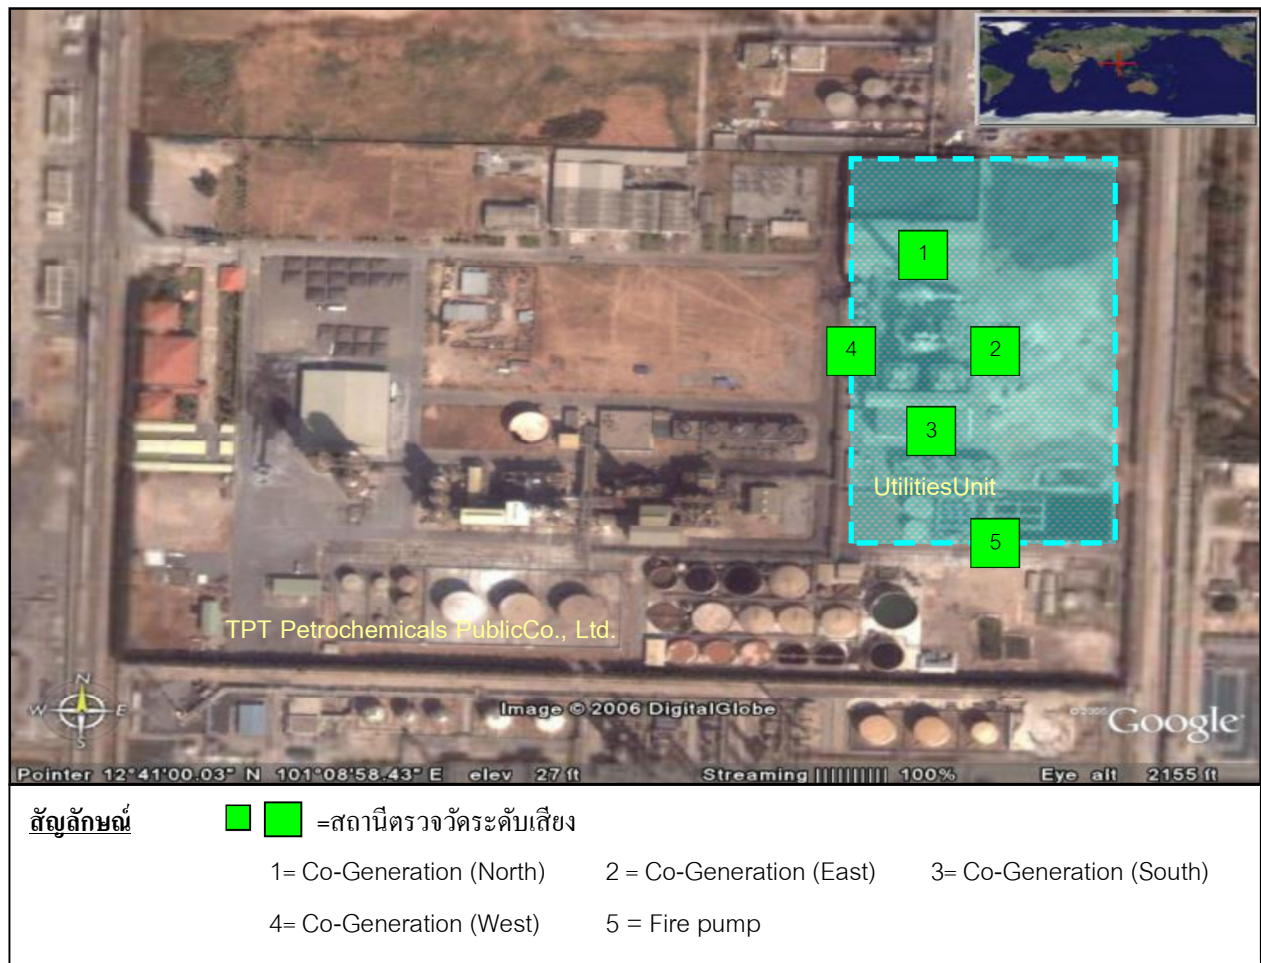 1
4
2
3
UtilitiesUnit
5
TPT Petrochemicals PublicCo., Ltd.
N
W E
S
Image © 2006 DigitalGlobe
© 2005 Google
Pointer 12°41'00.03" N 101°08'58.43" E elev 27 ft Streaming |||||||||| 100% Eye alt 2155 ft
สัญลักษณ์ =สถานีตรวจวัดระดับเสียง
1= Co-Generation (North) 2 = Co-Generation (East) 3= Co-Generation (South)
4= Co-Generation (West) 5 = Fire pump